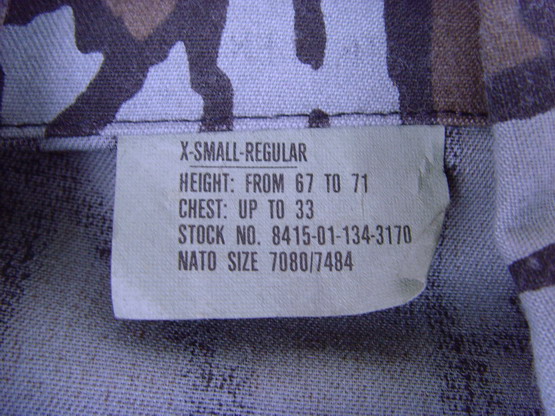 X-SMALL-REGULAR
HEIGHT: FROM 67 TO 71
CHEST: UP TO 33
STOCK NO. 8415-01-134-3170
NATO SIZE 7080/7484